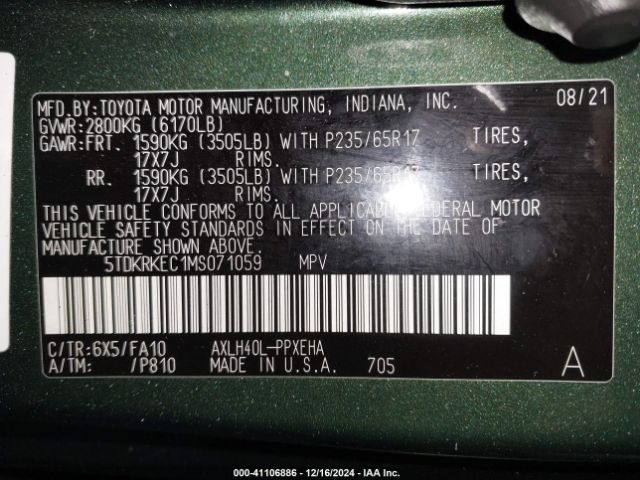 MFD.BY:TOYOTA MOTOR MANUFACTURING, INDIANA, INC. 08/21
GVWR:2800KG (6170LB)
GAWR:FRT. 1590KG (3505LB) WITH P235/65R17 TIRES,
17X7J RIMS.
RR. 1590KG (3505LB) WITH P235/65R17 TIRES,
17X7J RIMS.
THIS VEHICLE CONFORMS TO ALL APPLICABLE FEDERAL MOTOR
VEHICLE SAFETY STANDARDS IN EFFECT ON THE DATE OF
MANUFACTURE SHOWN ABOVE.
5TDKRKEC1MS071059 MPV
C/TR:6X5/FA10 AXLH40L-PPXEHA
A/TM: /P810 MADE IN U.S.A. 705 A
000-41106886 - 12/16/2024 - IAA Inc.